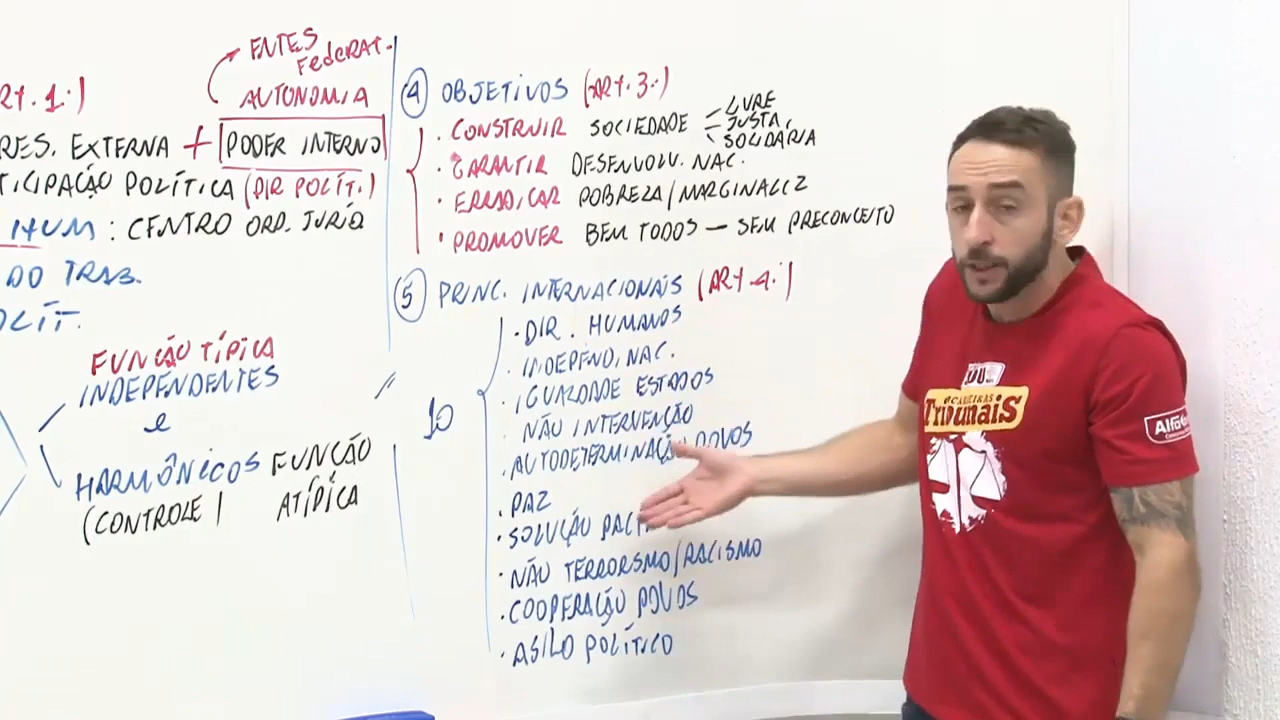 ENTES
FEDERAT.
AUTONOMIA
ART. 1.)
RES. EXTERNA + PODER INTERNO
TICIPAÇÃO POLÍTICA (DIR POLÍT.)
HUM : CENTRO ORD. JURÍD
DO TRAB.
OLÍT.
FUNÇÃO TÍPICA
INDEPENDENTES
e
HARMÔNICOS FUNÇÃO
(CONTROLE) ATÍPICA
4 OBJETIVOS (ART. 3.)
. CONSTRUIR SOCIEDADE LIVRE
JUSTA,
SOLIDÁRIA
. GARANTIR DESENVOLV. NAC.
. ERRADICAR POBREZA/MARGINALIZ
. PROMOVER BEM TODOS — SEM PRECONCEITO
5 PRINC. INTERNACIONAIS (ART. 4.)
10
. DIR. HUMANOS
. INDEPEND. NAC.
. IGUALDADE ESTADOS
. NÃO INTERVENÇÃO
. AUTODETERMINAÇÃO POVOS
. PAZ
. SOLUÇÃO
. NÃO TERRORSMO/RACISMO
. COOPERAÇÃO POVOS
. ASILO POLÍTICO
CARREIRAS
TRIBUNAIS